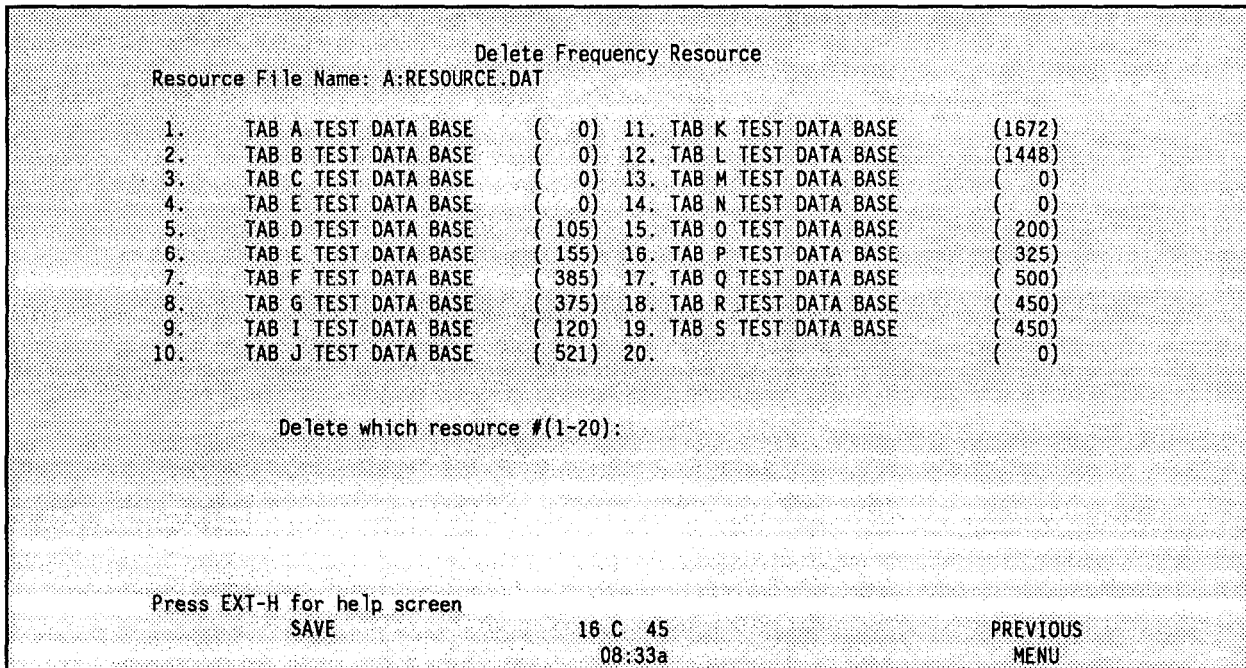 Delete Frequency Resource
Resource File Name: A:RESOURCE.DAT
1. TAB A TEST DATA BASE ( 0) 11. TAB K TEST DATA BASE (1672)
2. TAB B TEST DATA BASE ( 0) 12. TAB L TEST DATA BASE (1448)
3. TAB C TEST DATA BASE ( 0) 13. TAB M TEST DATA BASE ( 0)
4. TAB E TEST DATA BASE ( 0) 14. TAB N TEST DATA BASE ( 0)
5. TAB D TEST DATA BASE ( 105) 15. TAB O TEST DATA BASE ( 200)
6. TAB E TEST DATA BASE ( 155) 16. TAB P TEST DATA BASE ( 325)
7. TAB F TEST DATA BASE ( 385) 17. TAB Q TEST DATA BASE ( 500)
8. TAB G TEST DATA BASE ( 375) 18. TAB R TEST DATA BASE ( 450)
9. TAB I TEST DATA BASE ( 120) 19. TAB S TEST DATA BASE ( 450)
10. TAB J TEST DATA BASE ( 521) 20. ( 0)
Delete which resource #(1-20):
Press EXT-H for help screen
SAVE 16 C 45 PREVIOUS
08:33a MENU